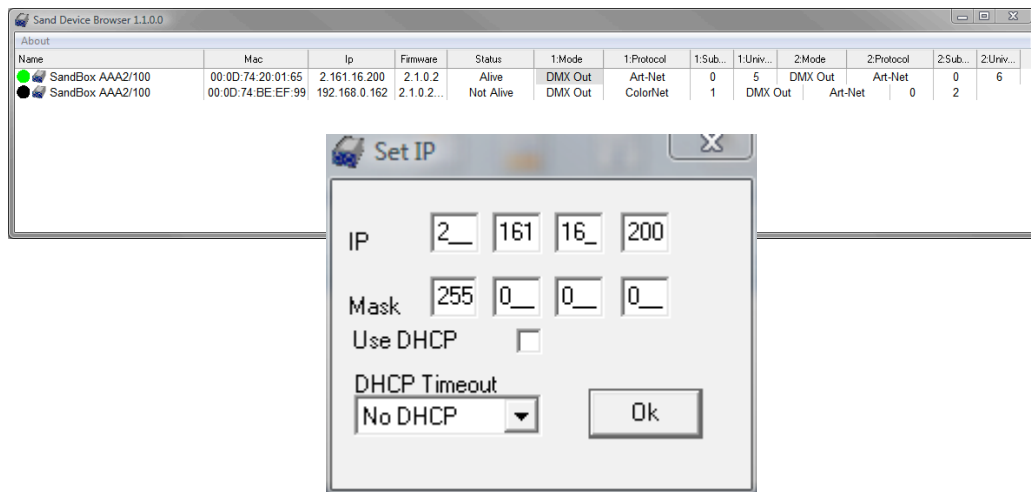 Sand Device Browser 1.1.0.0
About
Name Mac Ip Firmware Status 1:Mode 1:Protocol 1:Sub... 1:Univ... 2:Mode 2:Protocol 2:Sub... 2:Univ...
SandBox AAA2/100 00:0D:74:20:01:65 2.161.16.200 2.1.0.2 Alive DMX Out Art-Net 0 5 DMX Out Art-Net 0 6
SandBox AAA2/100 00:0D:74:BE:EF:99 192.168.0.162 2.1.0.2... Not Alive DMX Out ColorNet 1 DMX Out Art-Net 0 2
Set IP
IP 2__ 161 16_ 200
Mask 255 0__ 0__ 0__
Use DHCP
DHCP Timeout
No DHCP Ok